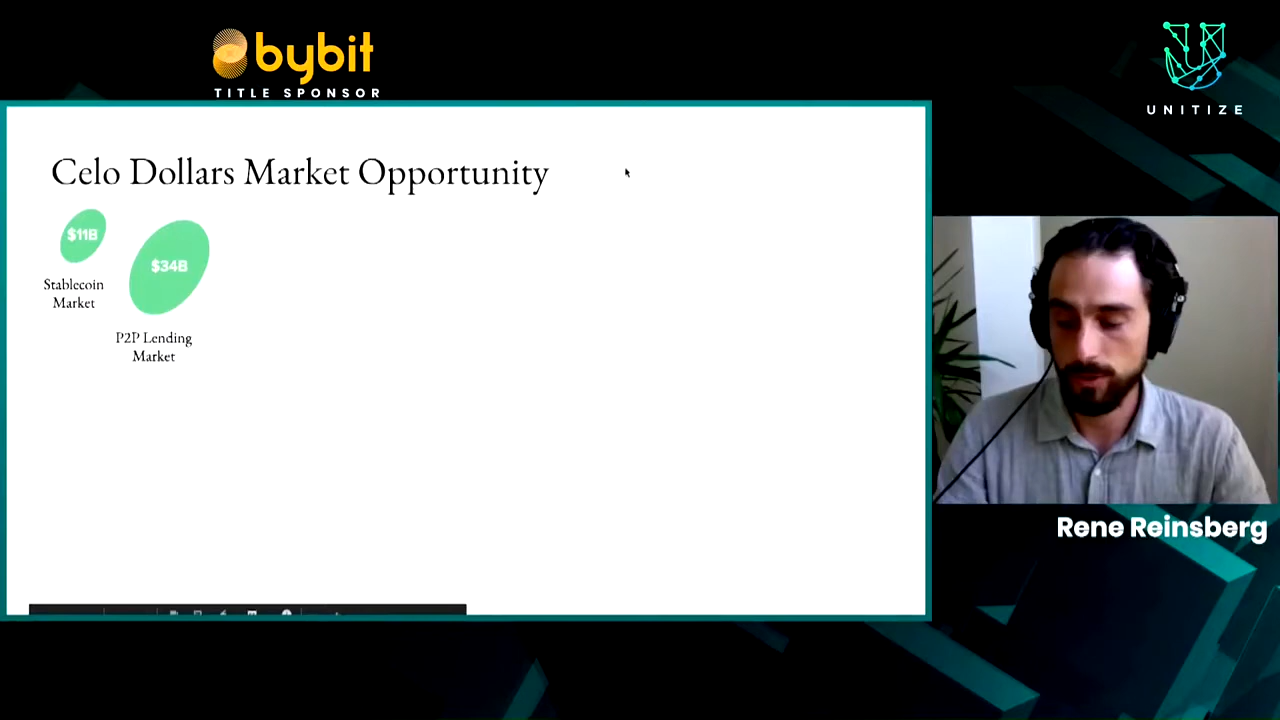 bybit
TITLE SPONSOR
UNITIZE
Celo Dollars Market Opportunity
$11B
$34B
Stablecoin
Market
P2P Lending
Market
Rene Reinsberg